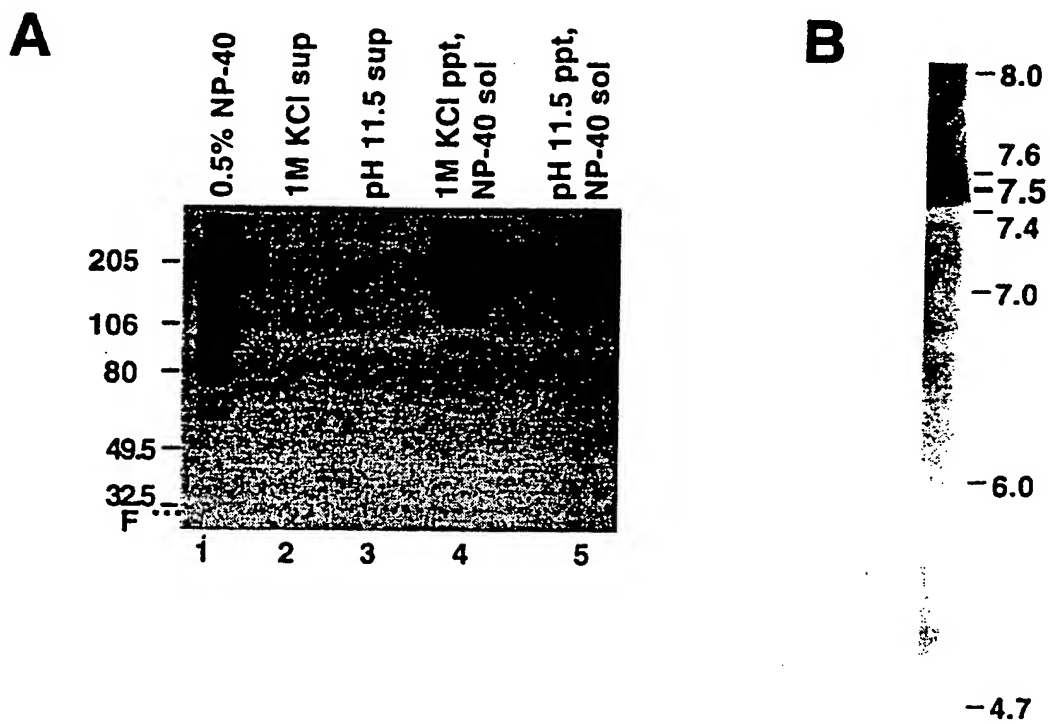 A
0.5% NP-40
1M KCl sup
pH 11.5 sup
1M KCl ppt,
NP-40 sol
pH 11.5 ppt,
NP-40 sol
205
106
80
49.5
32.5
F
1
2
3
4
5
B
8.0
7.6
7.5
7.4
7.0
6.0
4.7